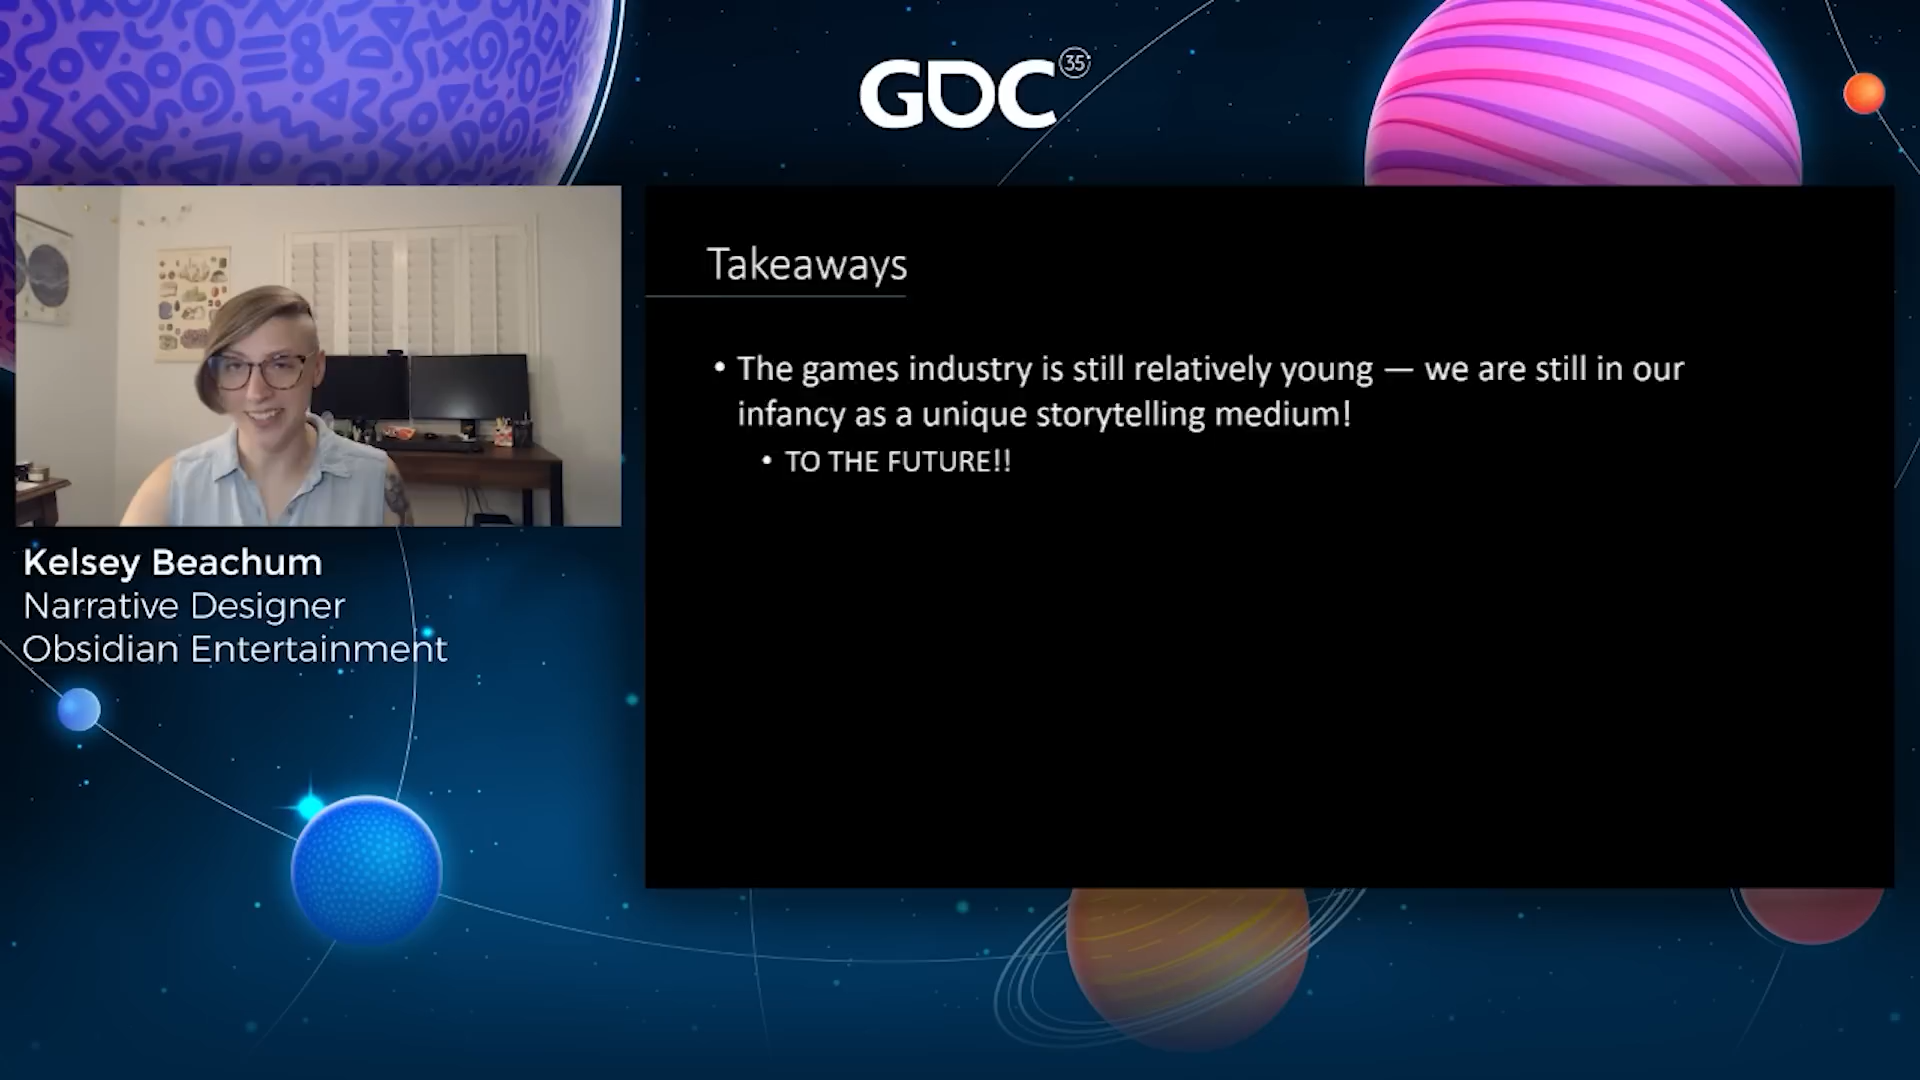 GDC 35
Takeaways
• The games industry is still relatively young — we are still in our
infancy as a unique storytelling medium!
• TO THE FUTURE!!
Kelsey Beachum
Narrative Designer
Obsidian Entertainment